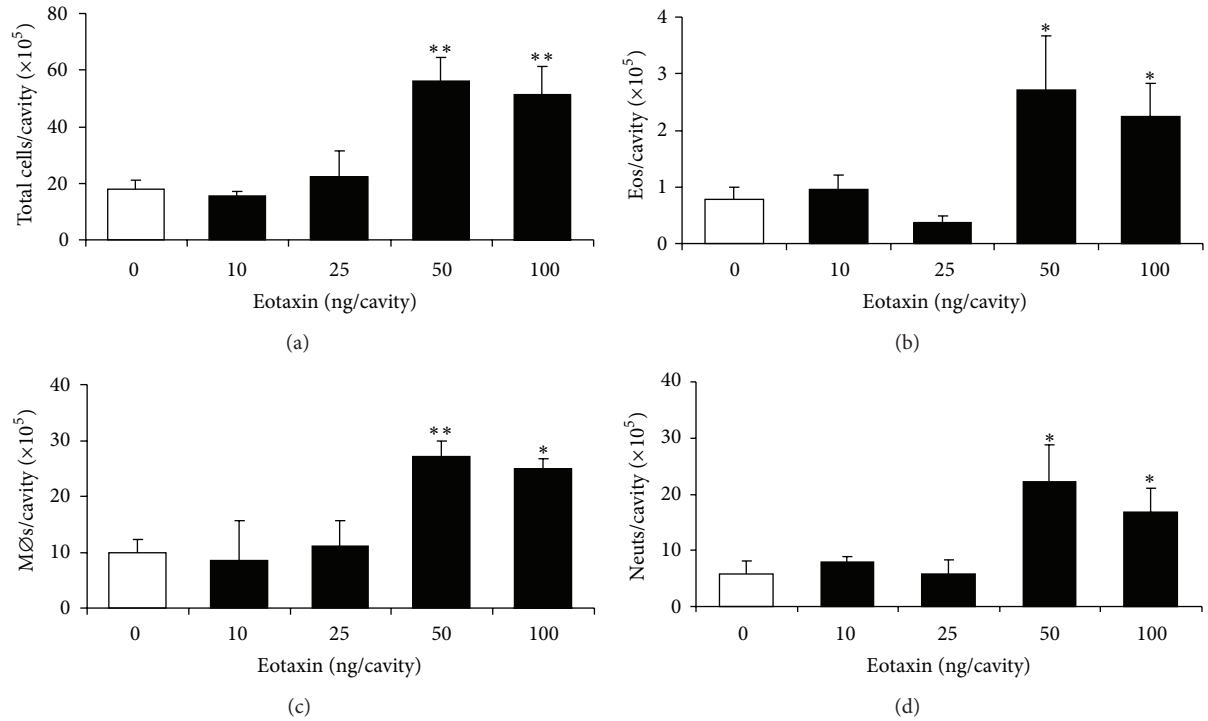 Total cells/cavity (×10⁵)
80
60
40
20
0
**
**
0 10 25 50 100
Eotaxin (ng/cavity)
(a)
Eos/cavity (×10⁵)
4
3
2
1
0
*
*
0 10 25 50 100
Eotaxin (ng/cavity)
(b)
MØs/cavity (×10⁵)
40
30
20
10
0
**
*
0 10 25 50 100
Eotaxin (ng/cavity)
(c)
Neuts/cavity (×10⁵)
40
30
20
10
0
*
*
0 10 25 50 100
Eotaxin (ng/cavity)
(d)